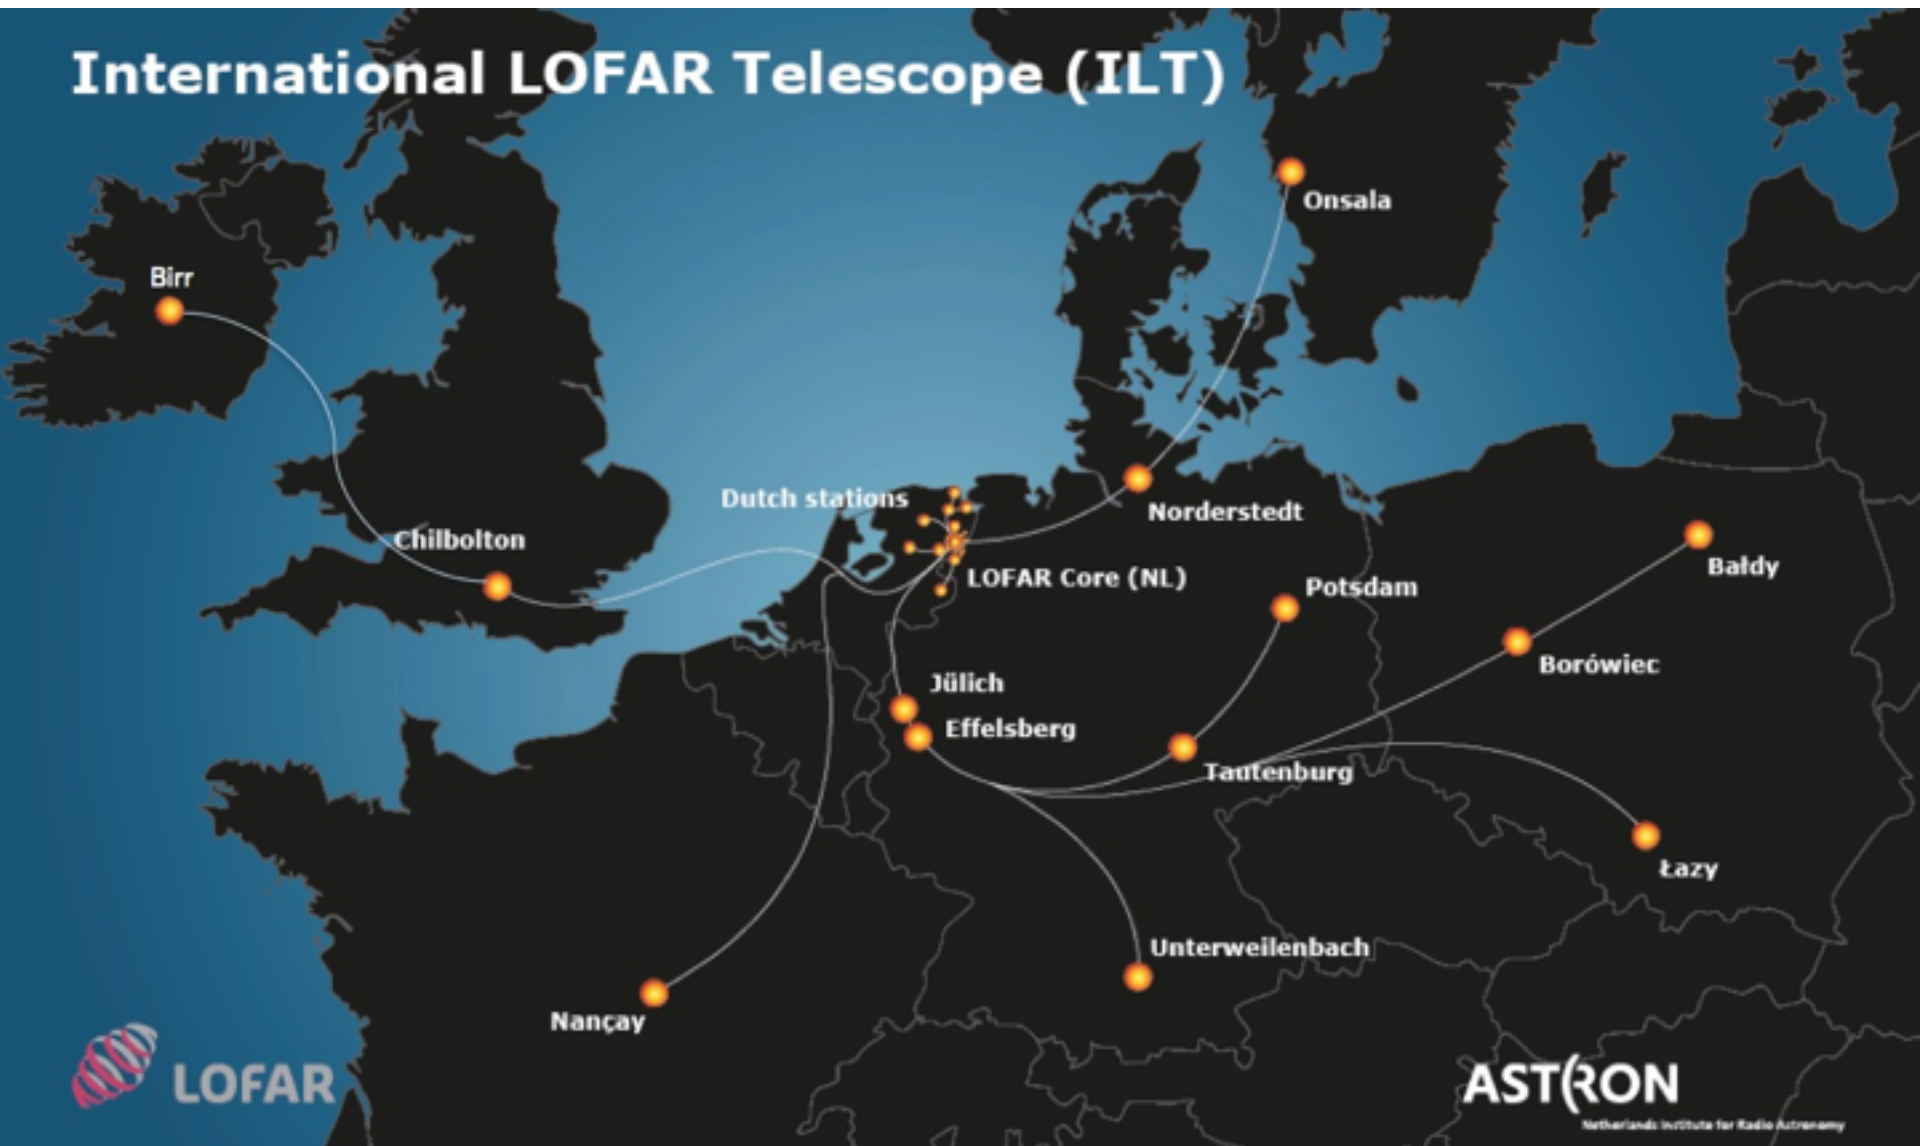 International LOFAR Telescope (ILT)
Onsala
Birr
Dutch stations
Norderstedt
Chilbolton
Bałdy
LOFAR Core (NL)
Potsdam
Borówiec
Jülich
Effelsberg
Tautenburg
Łazy
Unterweilenbach
Nançay
LOFAR
ASTRON
Netherlands Institute for Radio Astronomy